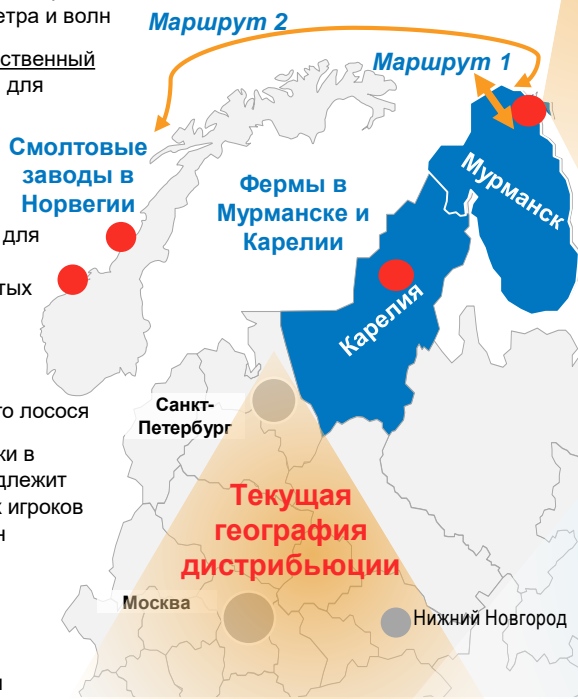 етра и волн
ственный
для
для
тых
го лосося
ки в
длежит
х игроков
н
и
Маршрут 2
Маршрут 1
Смолтовые
заводы в
Норвегии
Фермы в
Мурманске и
Карелии
Мурманск
Карелия
Санкт-
Петербург
Текущая
география
дистрибьюции
Москва
Нижний Новгород